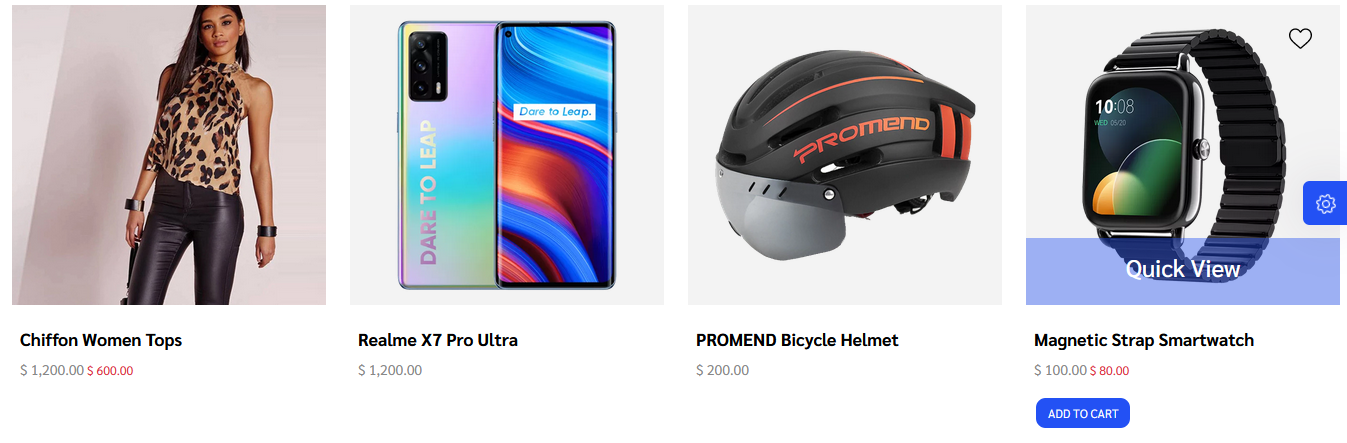 DARE TO LEAP
Dare to Leap.
PROMEND
10:08
WED 05/20
Quick View
Chiffon Women Tops
Realme X7 Pro Ultra
PROMEND Bicycle Helmet
Magnetic Strap Smartwatch
$ 1,200.00 $ 600.00
$ 1,200.00
$ 200.00
$ 100.00 $ 80.00
ADD TO CART